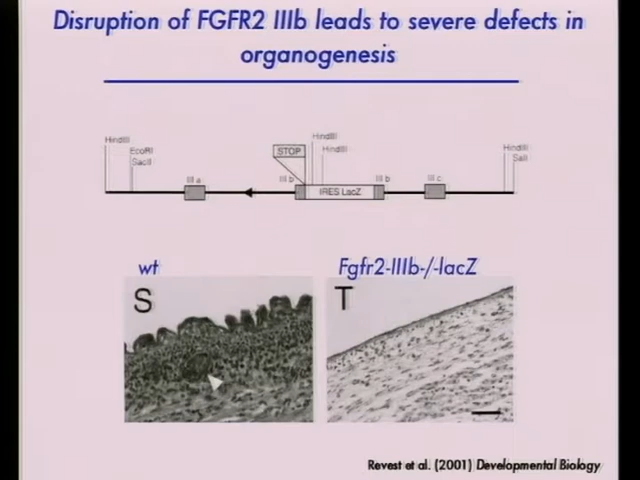 Disruption of FGFR2 IIIb leads to severe defects in
organogenesis
HindIII
EcoRI
SacII
HindIII
STOP
HindIII
HindIII
SalI
III a
III b
IRES LacZ
III b
III c
wt
Fgfr2-IIIb-/-lacZ
S
T
Revest et al. (2001) Developmental Biology